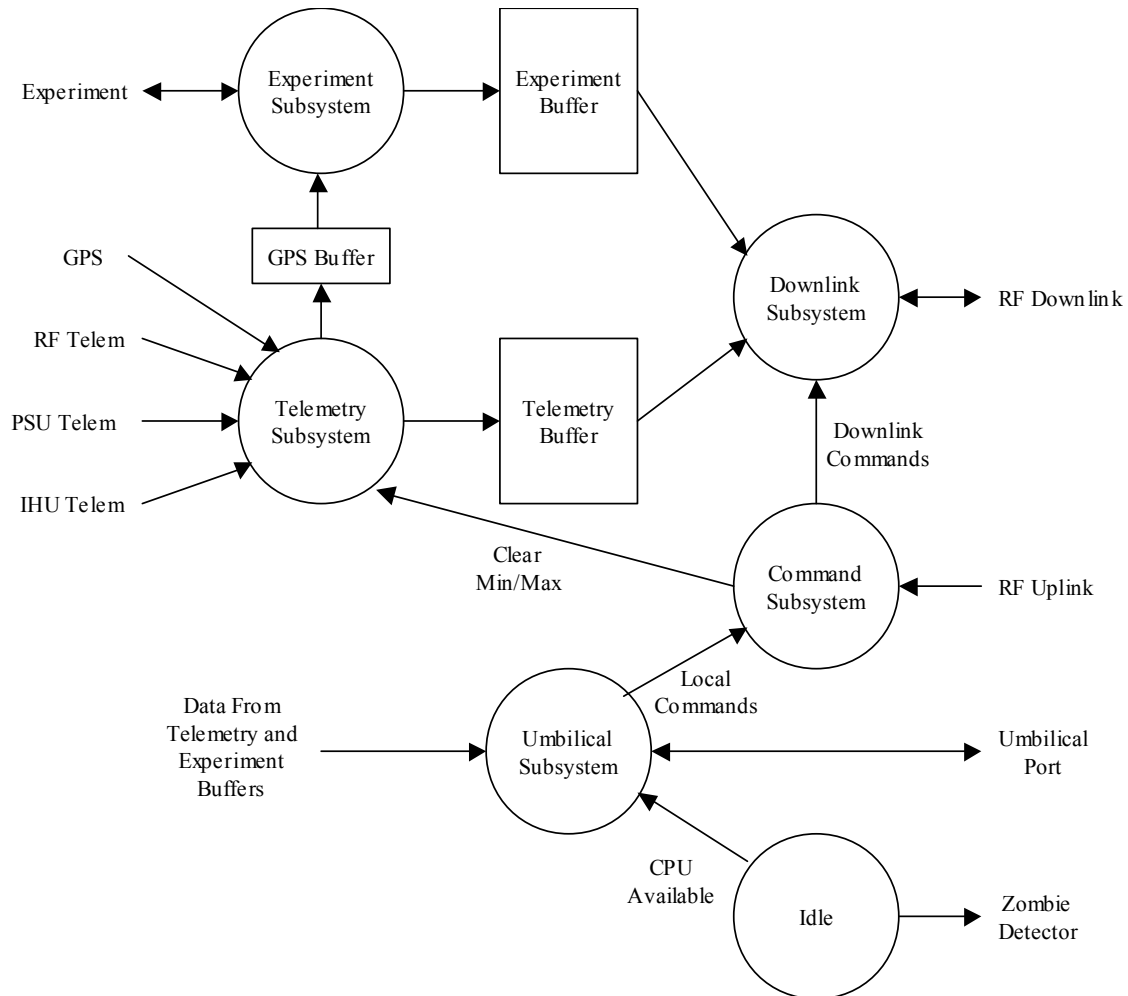 Experiment
Experiment
Subsystem
Experiment
Buffer
GPS
GPS Buffer
RF Telem
PSU Telem
IHU Telem
Telemetry
Subsystem
Telemetry
Buffer
Downlink
Subsystem
RF Downlink
Downlink
Commands
Clear
Min/Max
Command
Subsystem
RF Uplink
Local
Commands
Data From
Telemetry and
Experiment
Buffers
Umbilical
Subsystem
Umbilical
Port
CPU
Available
Idle
Zombie
Detector